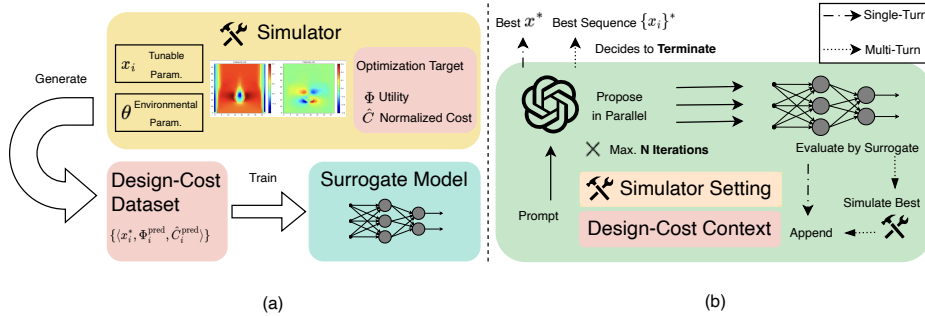 Simulator
Generate
x_i Tunable
Param.
θ Environmental
Param.
Optimization Target
Φ Utility
Ĉ Normalized Cost
Design-Cost
Dataset
{⟨x_i^*, Φ_i^pred, Ĉ_i^pred⟩}
Train
Surrogate Model
(a)
Best x^*
Best Sequence {x_i}^*
Decides to Terminate
Single-Turn
Multi-Turn
Propose
in Parallel
Max. N Iterations
Evaluate by Surrogate
Simulator Setting
Design-Cost Context
Prompt
Simulate Best
Append
(b)